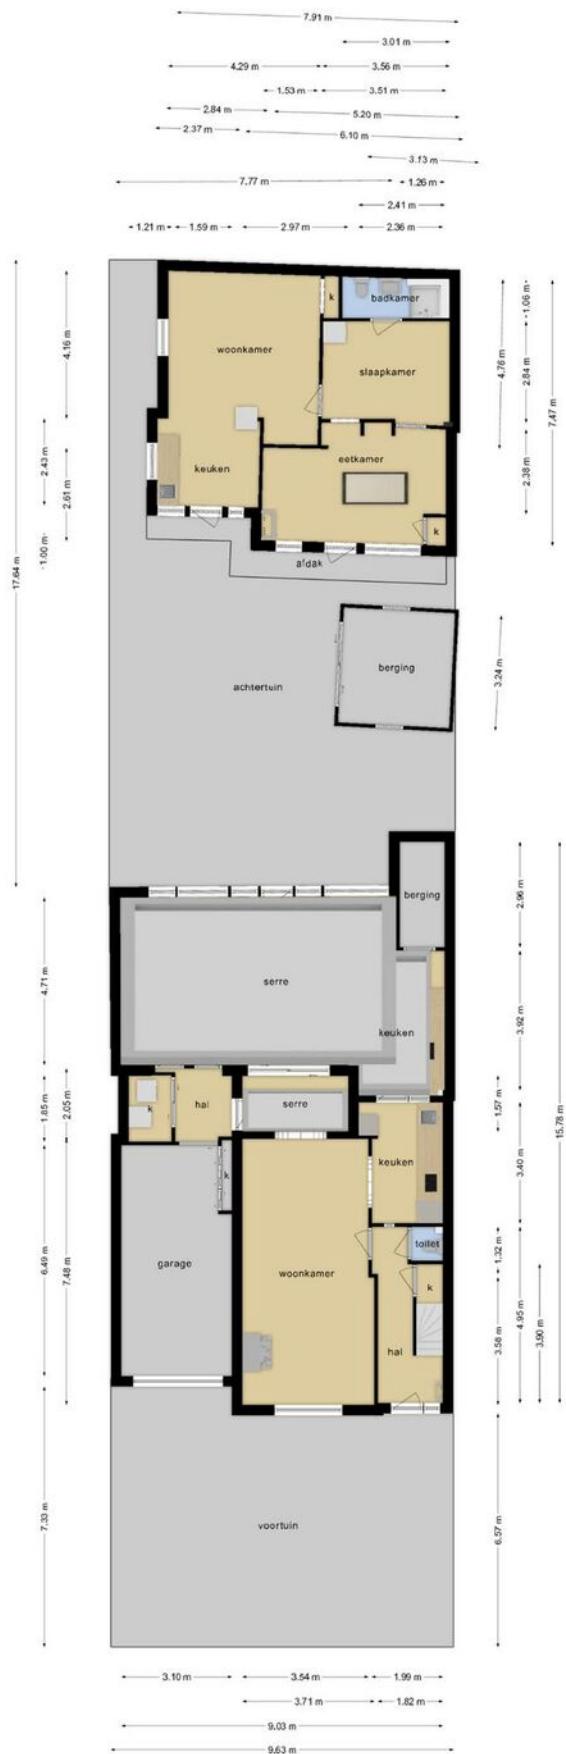 7.91 m
3.01 m
4.29 m 3.56 m
1.53 m 3.51 m
2.84 m 5.20 m
2.37 m 6.10 m
3.13 m
7.77 m 1.26 m
2.41 m
1.21 m 1.59 m 2.97 m 2.36 m
k
badkamer
woonkamer
slaapkamer
eetkamer
keuken
k
afdak
4.16 m
2.43 m
2.61 m
1.00 m
17.64 m
1.06 m
4.76 m
2.84 m
7.47 m
2.38 m
berging
achtertuin
3.24 m
berging
serre
keuken
2.96 m
4.71 m
3.92 m
15.78 m
k
hal
serre
1.85 m
2.05 m
1.57 m
keuken
3.40 m
k
toilet
garage
woonkamer
k
hal
6.49 m
7.48 m
1.32 m
4.95 m
3.58 m
3.90 m
voortuin
7.33 m
6.57 m
3.10 m 3.54 m 1.99 m
3.71 m 1.82 m
9.03 m
9.63 m